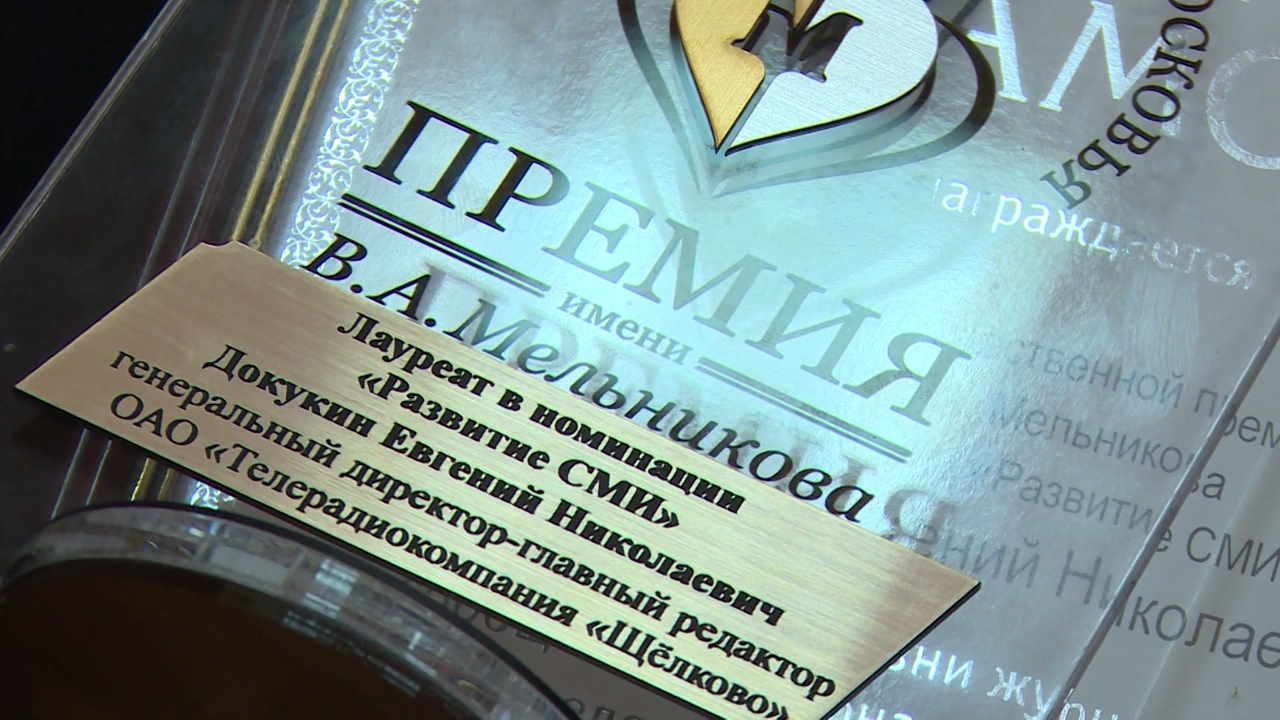 М
ПРЕМИЯ
имени
В.А.Мельникова
Лауреат в номинации
«Развитие СМИ»
Докукин Евгений Николаевич
генеральный директор-главный редактор
ОАО «Телерадиокомпания «Щёлково»
награждается
Мельникова
«Развитие СМИ